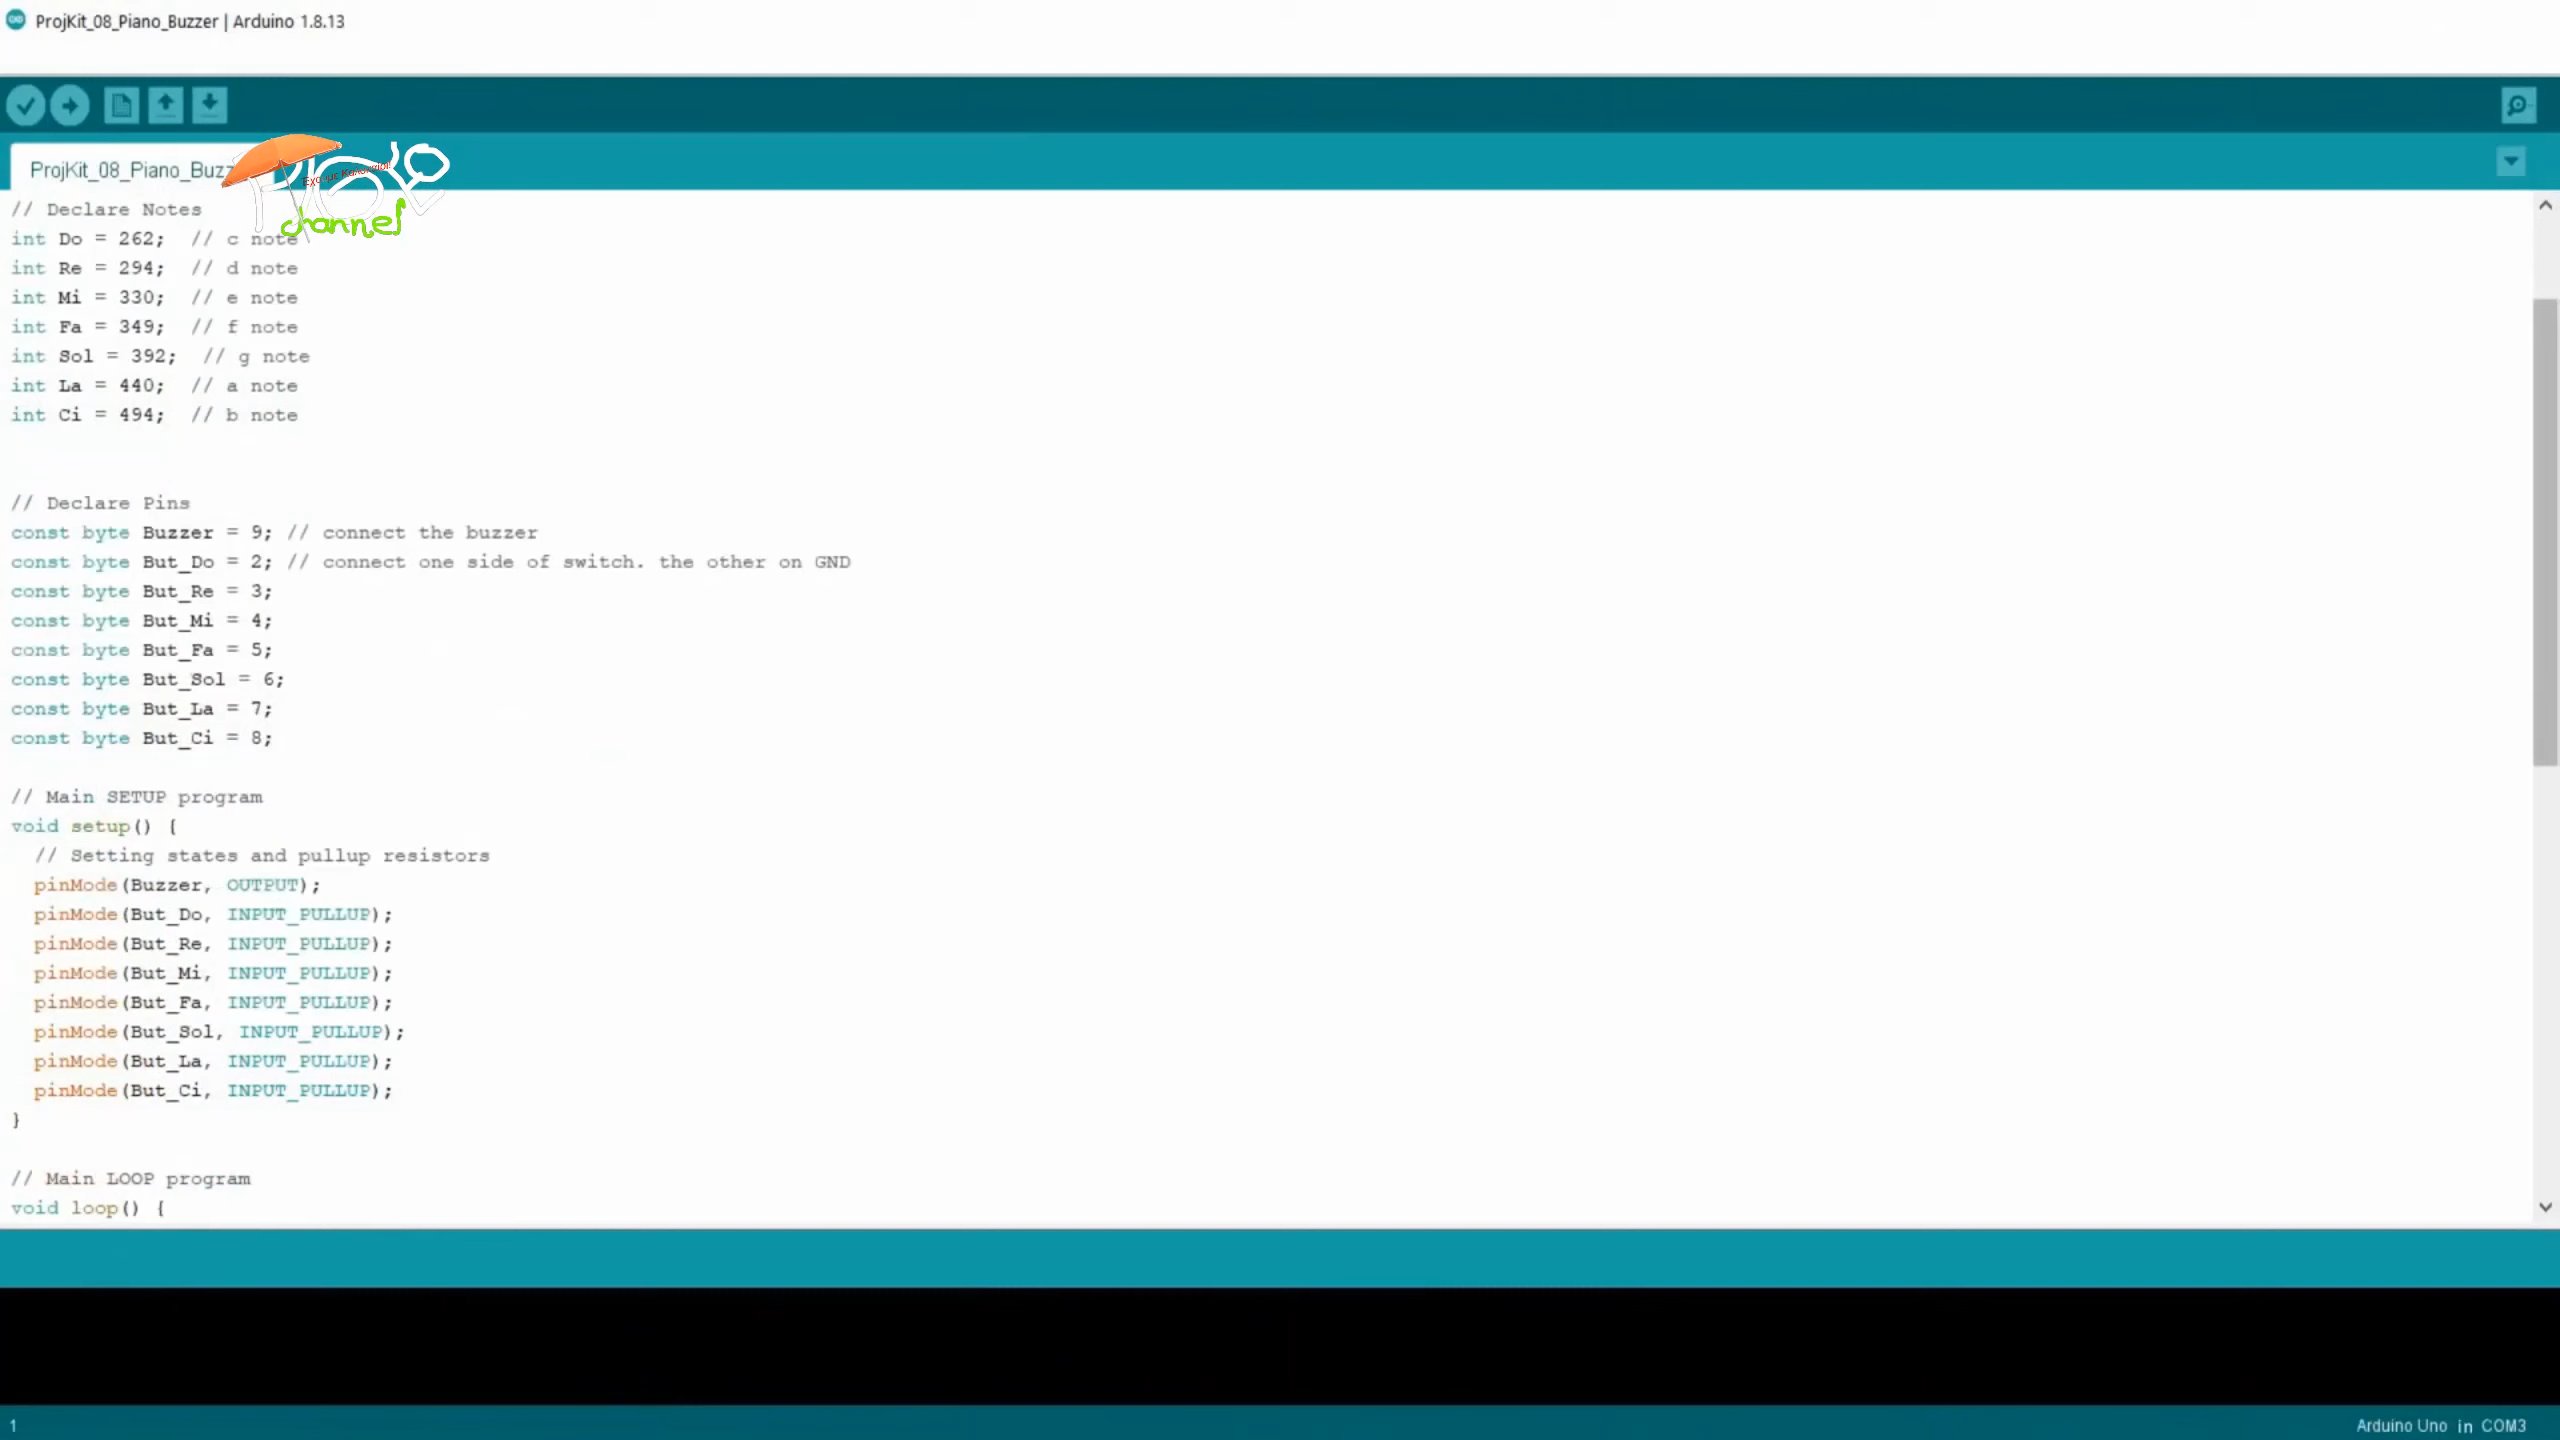 ProjKit_08_Piano_Buzzer | Arduino 1.8.13
ProjKit_08_Piano_Buzz
channel
// Declare Notes
int Do = 262;  // c note
int Re = 294;  // d note
int Mi = 330;  // e note
int Fa = 349;  // f note
int Sol = 392;  // g note
int La = 440;  // a note
int Ci = 494;  // b note
// Declare Pins
const byte Buzzer = 9; // connect the buzzer
const byte But_Do = 2; // connect one side of switch. the other on GND
const byte But_Re = 3;
const byte But_Mi = 4;
const byte But_Fa = 5;
const byte But_Sol = 6;
const byte But_La = 7;
const byte But_Ci = 8;
// Main SETUP program
void setup() {
  // Setting states and pullup resistors
  pinMode(Buzzer, OUTPUT);
  pinMode(But_Do, INPUT_PULLUP);
  pinMode(But_Re, INPUT_PULLUP);
  pinMode(But_Mi, INPUT_PULLUP);
  pinMode(But_Fa, INPUT_PULLUP);
  pinMode(But_Sol, INPUT_PULLUP);
  pinMode(But_La, INPUT_PULLUP);
  pinMode(But_Ci, INPUT_PULLUP);
}
// Main LOOP program
void loop() {
1
Arduino Uno in COM3